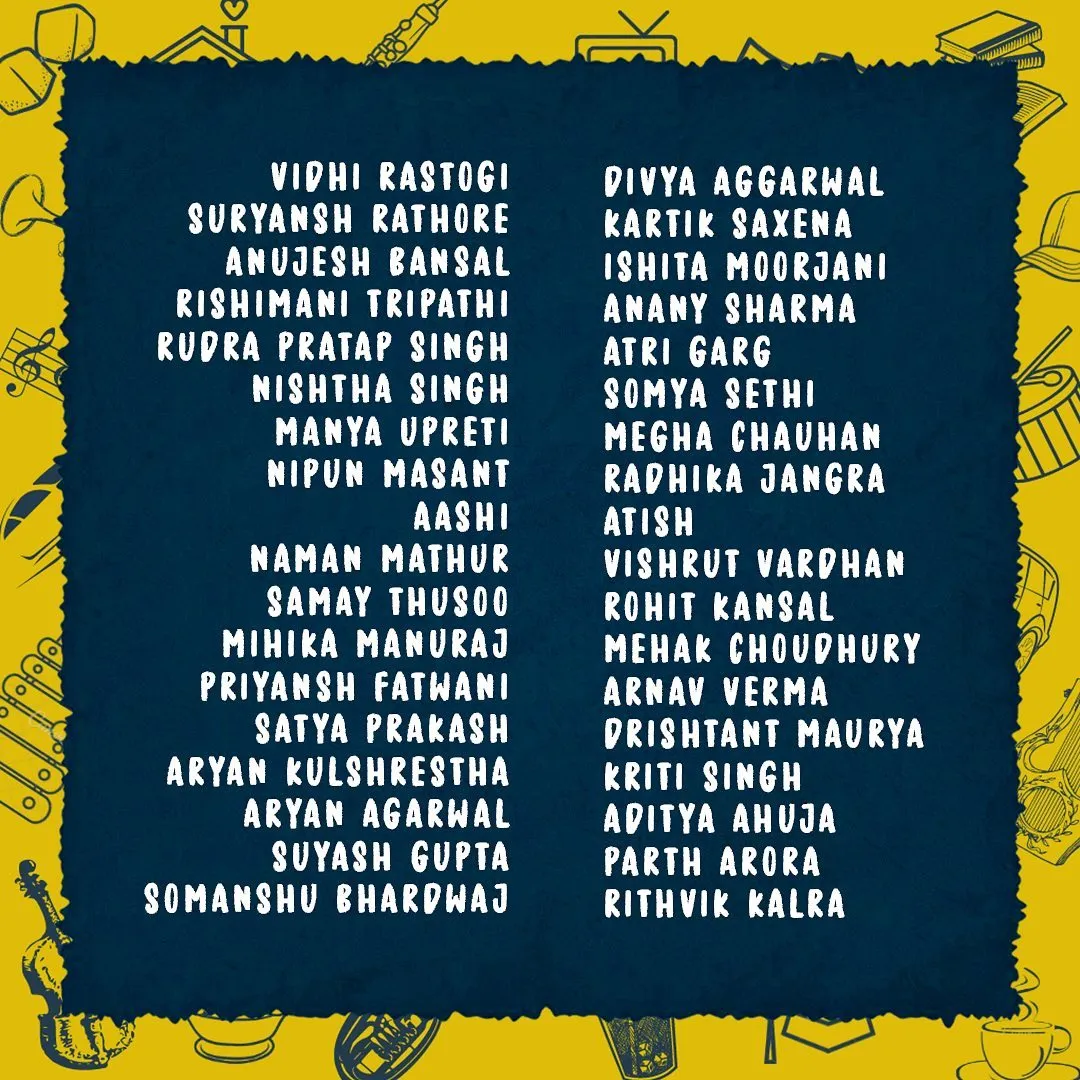 VIDHI RASTOGI
SURYANSH RATHORE
ANUJESH BANSAL
RISHIMANI TRIPATHI
RUDRA PRATAP SINGH
NISHTHA SINGH
MANYA UPRETI
NIPUN MASANT
AASHI
NAMAN MATHUR
SAMAY THUSOO
MIHIKA MANURAJ
PRIYANSH FATWANI
SATYA PRAKASH
ARYAN KULSHRESTHA
ARYAN AGARWAL
SUYASH GUPTA
SOMANSHU BHARDWAJ
DIVYA AGGARWAL
KARTIK SAXENA
ISHITA MOORJANI
ANANY SHARMA
ATRI GARG
SOMYA SETHI
MEGHA CHAUHAN
RADHIKA JANGRA
ATISH
VISHRUT VARDHAN
ROHIT KANSAL
MEHAK CHOUDHURY
ARNAV VERMA
DRISHTANT MAURYA
KRITI SINGH
ADITYA AHUJA
PARTH ARORA
RITHVIK KALRA